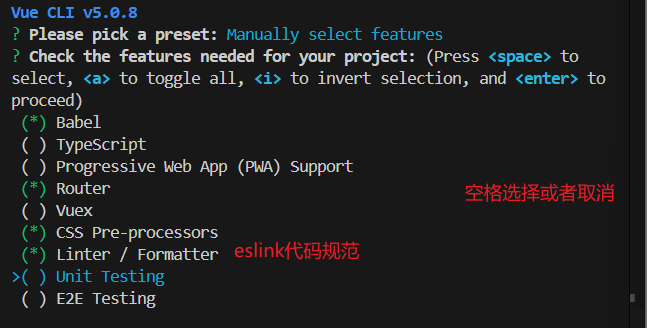 Vue CLI v5.0.8
? Please pick a preset: Manually select features
? Check the features needed for your project: (Press <space> to
select, <a> to toggle all, <i> to invert selection, and <enter> to
proceed)
(*) Babel
( ) TypeScript
( ) Progressive Web App (PWA) Support
(*) Router
空格选择或者取消
( ) Vuex
(*) CSS Pre-processors
(*) Linter / Formatter eslink代码规范
>( ) Unit Testing
( ) E2E Testing